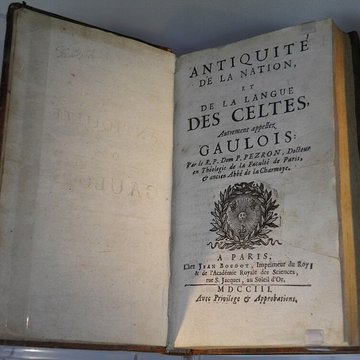 ANTIQUITÉ
DE LA NATION,
ET
DE LA LANGUE
DES CELTES,
Autrement appellez
GAULOIS:
Par le R. P. Dom P. PEZRON, Docteur
en Théologie de la Faculté de Paris,
& ancien Abbé de la Charmoye.
A PARIS,
Chez JEAN BOUDOT, Imprimeur du Roy,
& de l'Académie Royale des Sciences,
rue S. Jacques, au Soleil d'Or.
MDCCIII.
Avec Privilege & Approbations.